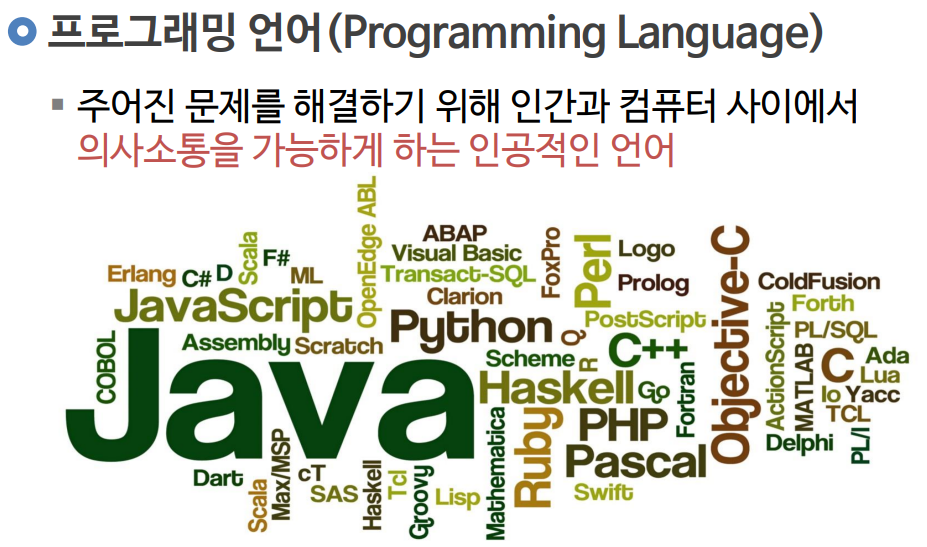 프로그래밍 언어(Programming Language)
주어진 문제를 해결하기 위해 인간과 컴퓨터 사이에서
의사소통을 가능하게 하는 인공적인 언어
OpenEdge ABL
ABAP
Visual Basic
Transact-SQL
Clarion
FoxPro
Perl
Logo
Prolog
Objective-C
ColdFusion
Forth
Erlang
C#
D
Scala
F#
ML
JavaScript
Python
Q
PostScript
ActionScript
PL/SQL
COBOL
Assembly
Scratch
Scheme
R
C++
MATLAB
C
Ada
Lua
Java
Haskell
Go
Fortran
Io
Yacc
TCL
PHP
Ruby
Mathematica
Pascal
Delphi
PL/I
Dart
Scala
Max/MSP
cT
SAS
Haskell
Tcl
Groovy
Lisp
Swift